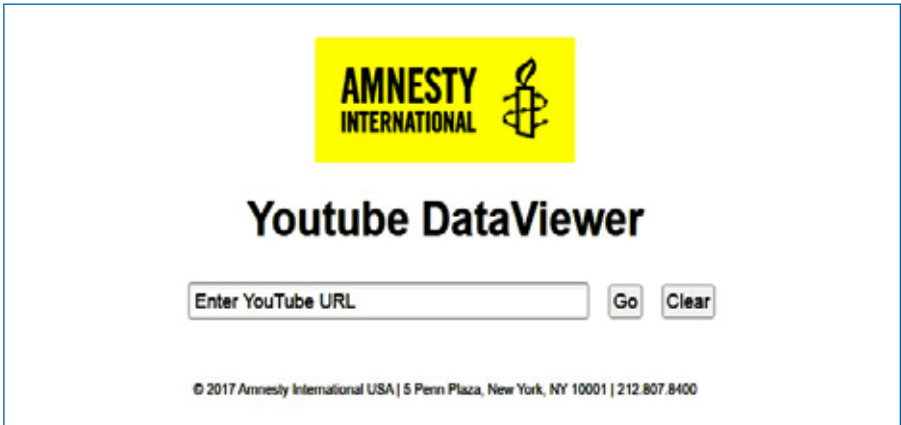 AMNESTY
INTERNATIONAL
Youtube DataViewer
Enter YouTube URL Go Clear
© 2017 Amnesty International USA | 5 Penn Plaza, New York, NY 10001 | 212.807.8400